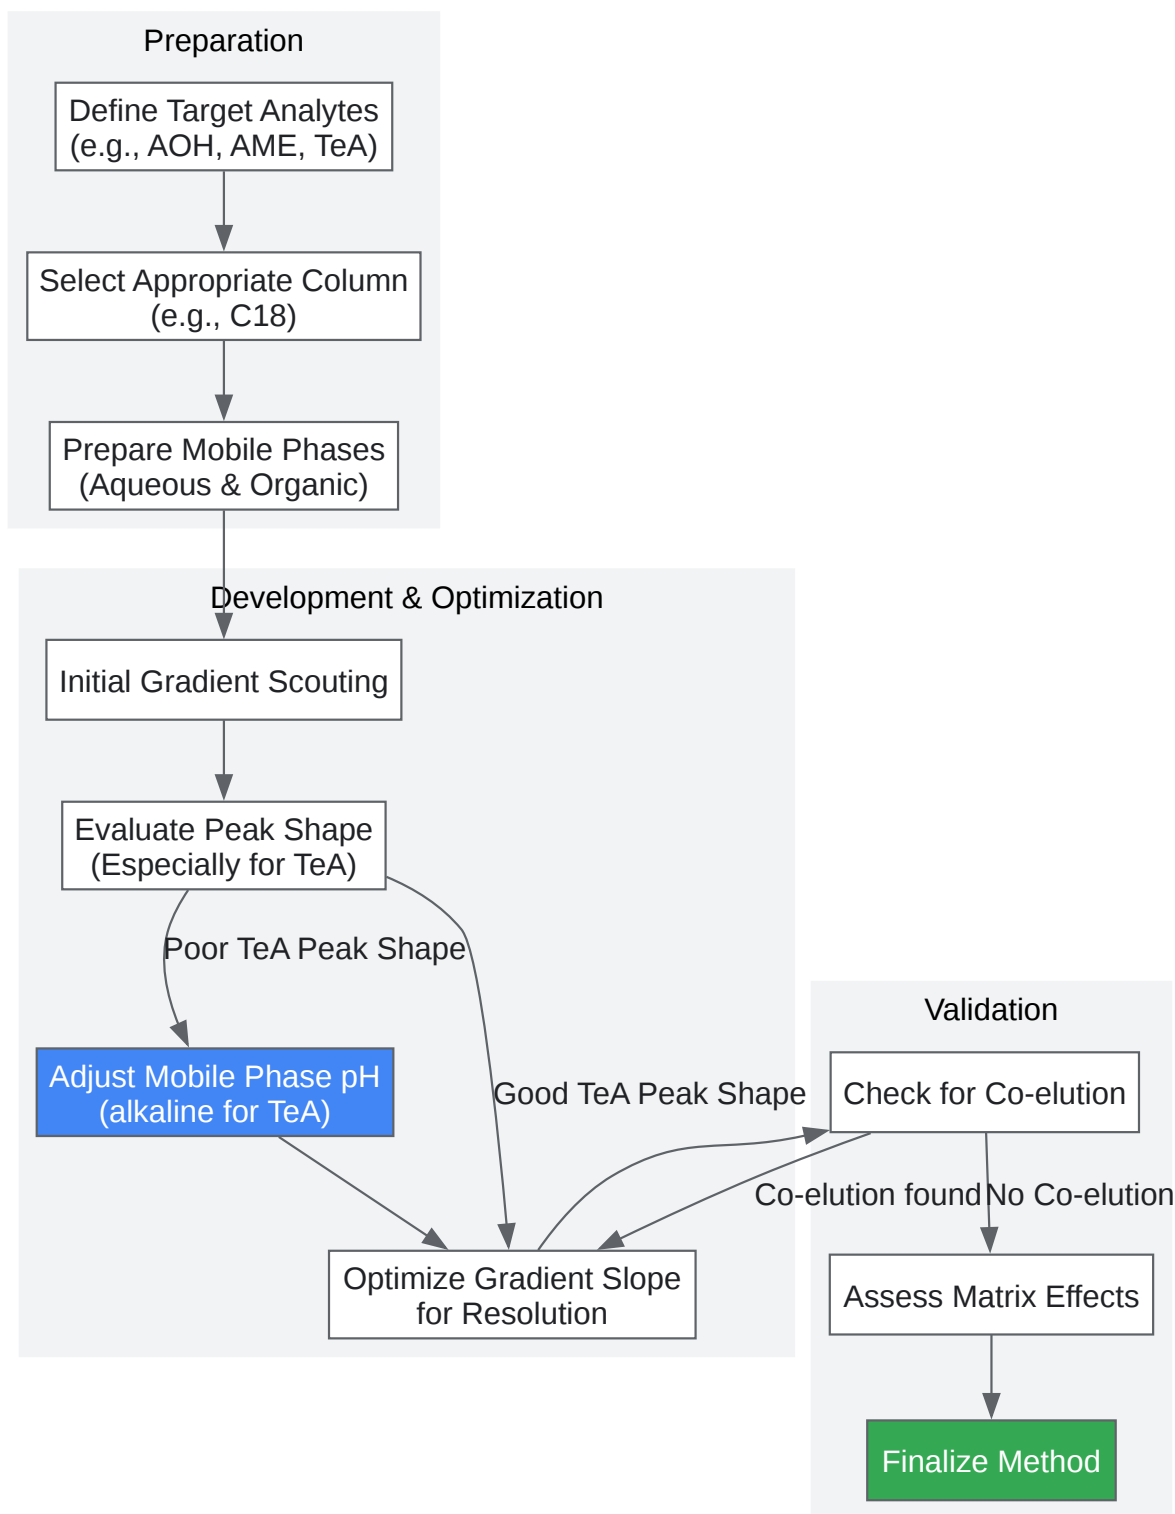 Preparation
Define Target Analytes
(e.g., AOH, AME, TeA)
Select Appropriate Column
(e.g., C18)
Prepare Mobile Phases
(Aqueous & Organic)
Development & Optimization
Initial Gradient Scouting
Evaluate Peak Shape
(Especially for TeA)
Poor TeA Peak Shape
Adjust Mobile Phase pH
(alkaline for TeA)
Good TeA Peak Shape
Optimize Gradient Slope
for Resolution
Validation
Check for Co-elution
Co-elution found
No Co-elution
Assess Matrix Effects
Finalize Method